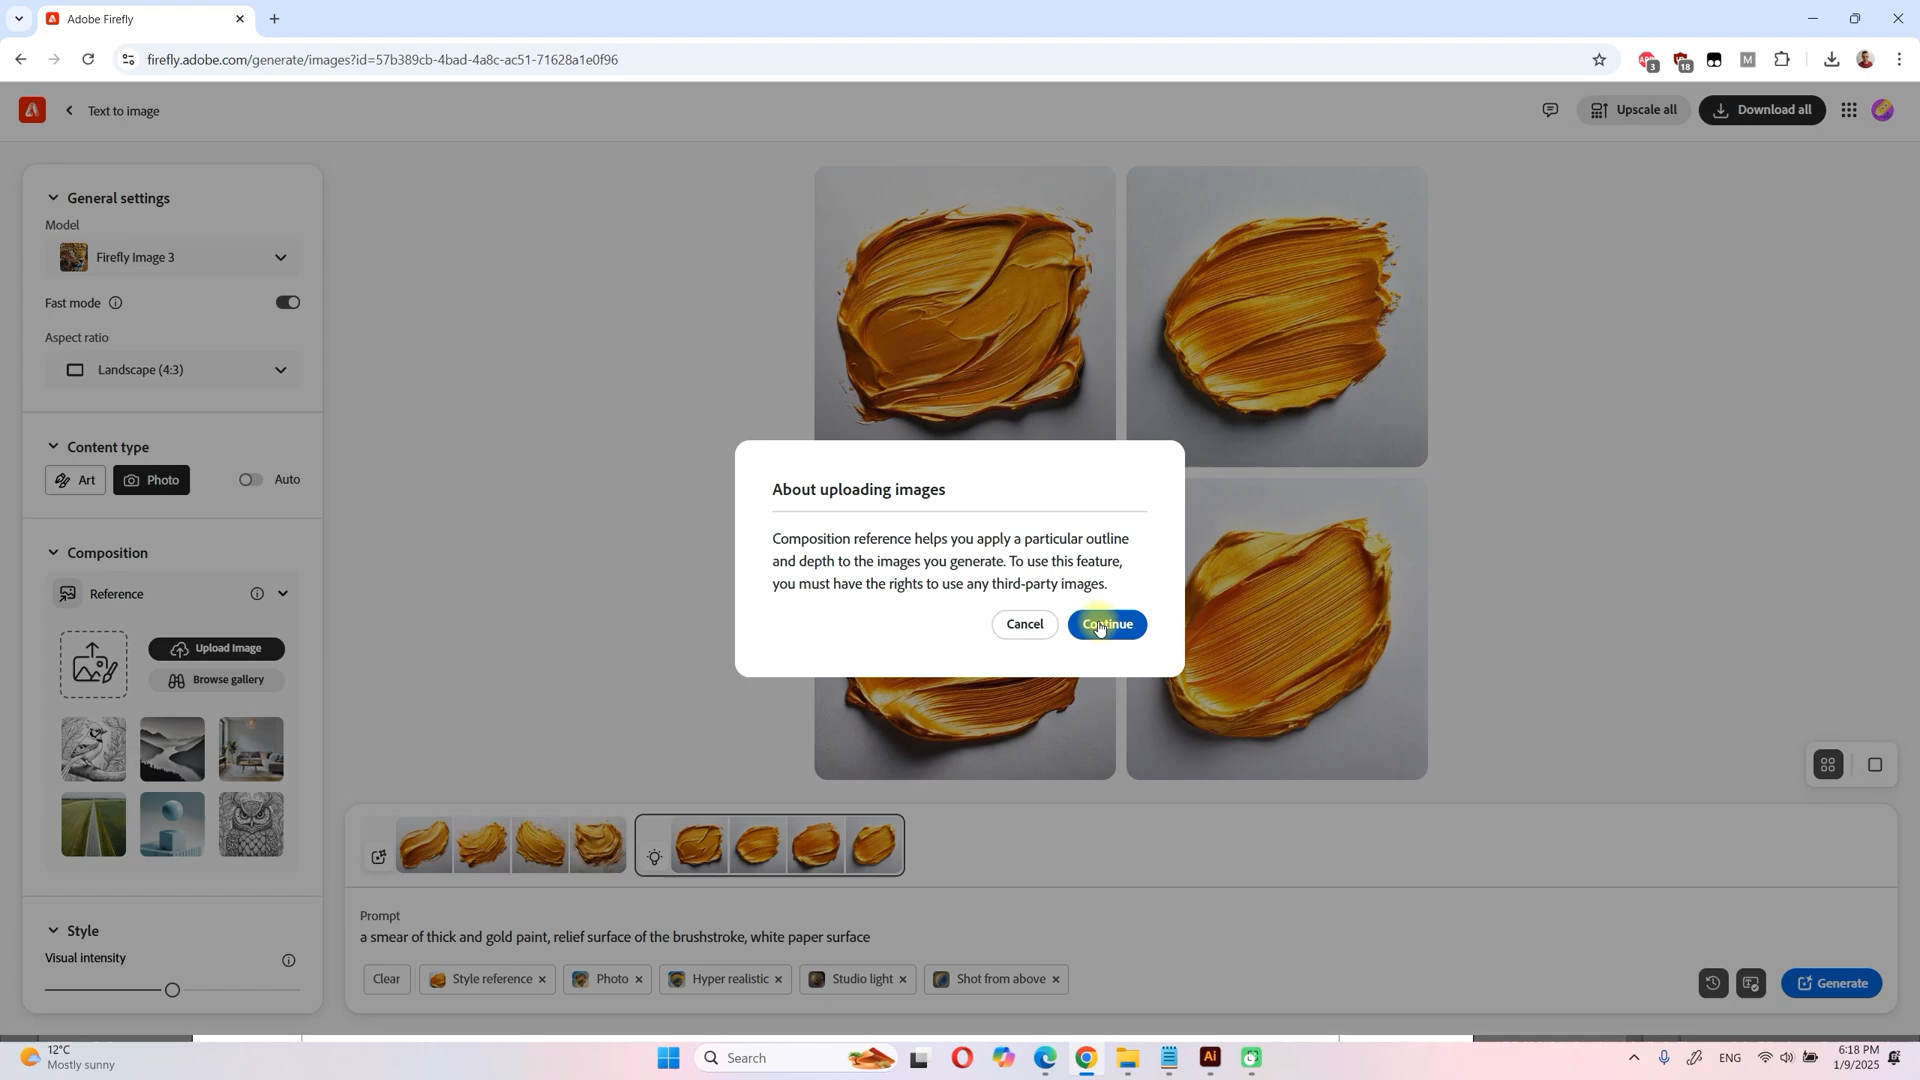 Adobe Firefly
firefly.adobe.com/generate/images?id=57b389cb-4bad-4a8c-ac51-71628a1e0f96
3
18
M
Text to image
Upscale all
Download all
General settings
Model
Firefly Image 3
Fast mode
Aspect ratio
Landscape (4:3)
Content type
Art
Photo
Auto
Composition
Reference
Upload Image
Browse gallery
Style
Visual intensity
About uploading images
Composition reference helps you apply a particular outline
and depth to the images you generate. To use this feature,
you must have the rights to use any third-party images.
Cancel
Continue
Prompt
a smear of thick and gold paint, relief surface of the brushstroke, white paper surface
Clear
Style reference
Photo
Hyper realistic
Studio light
Shot from above
Generate
12°C
Mostly sunny
Search
Ai
ENG
6:18 PM
1/9/2025